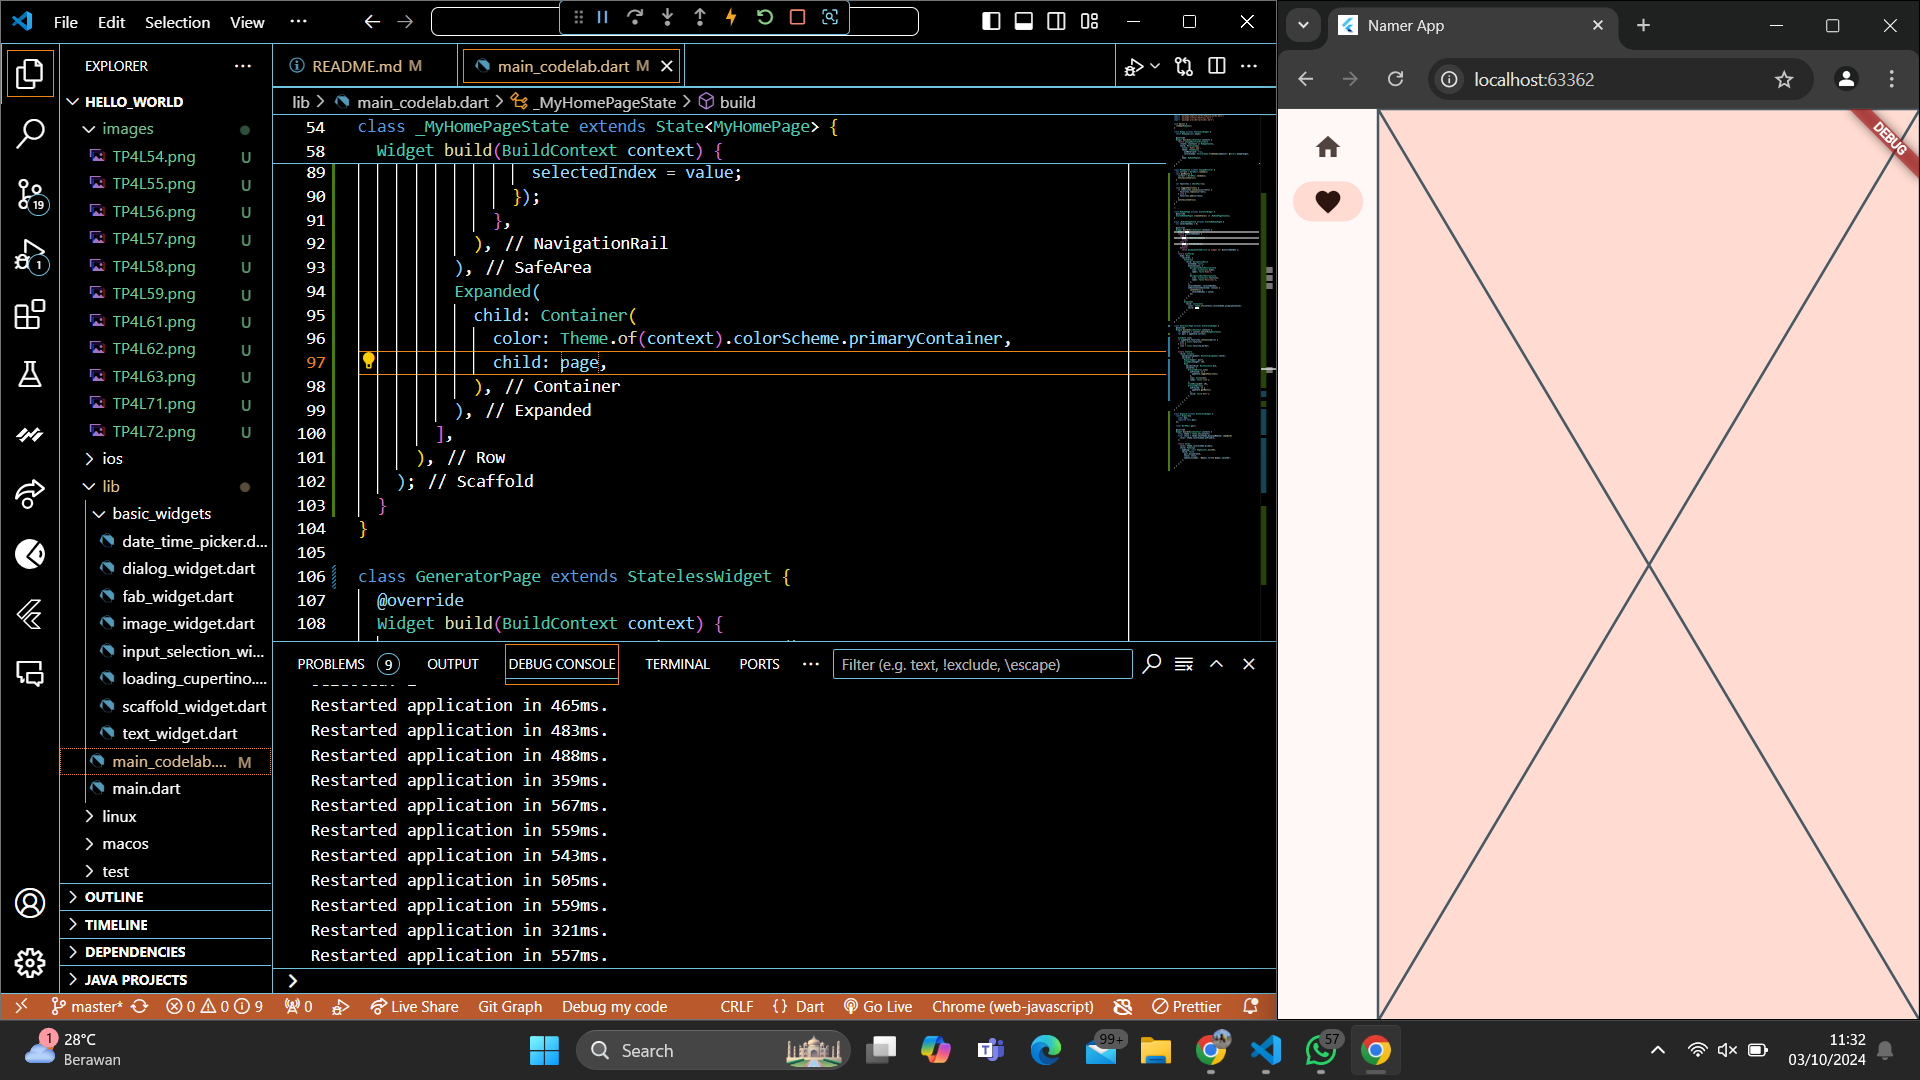 File Edit Selection View ···
EXPLORER ···
HELLO_WORLD
images
TP4L54.png U
TP4L55.png U
TP4L56.png U
TP4L57.png U
TP4L58.png U
TP4L59.png U
TP4L61.png U
TP4L62.png U
TP4L63.png U
TP4L71.png U
TP4L72.png U
ios
lib
basic_widgets
date_time_picker.d...
dialog_widget.dart
fab_widget.dart
image_widget.dart
input_selection_wi...
loading_cupertino....
scaffold_widget.dart
text_widget.dart
main_codelab.... M
main.dart
linux
macos
test
OUTLINE
TIMELINE
DEPENDENCIES
JAVA PROJECTS
19
1
README.md M
main_codelab.dart M
lib > main_codelab.dart > _MyHomePageState > build
54 class _MyHomePageState extends State<MyHomePage> {
58 Widget build(BuildContext context) {
89 selectedIndex = value;
90 });
91 },
92 ), // NavigationRail
93 ), // SafeArea
94 Expanded(
95 child: Container(
96 color: Theme.of(context).colorScheme.primaryContainer,
97 child: page,
98 ), // Container
99 ), // Expanded
100 ],
101 ), // Row
102 ); // Scaffold
103 }
104 }
105
106 class GeneratorPage extends StatelessWidget {
107 @override
108 Widget build(BuildContext context) {
PROBLEMS 9 OUTPUT DEBUG CONSOLE TERMINAL PORTS ··· Filter (e.g. text, !exclude, \escape)
Restarted application in 465ms.
Restarted application in 483ms.
Restarted application in 488ms.
Restarted application in 359ms.
Restarted application in 567ms.
Restarted application in 559ms.
Restarted application in 543ms.
Restarted application in 505ms.
Restarted application in 559ms.
Restarted application in 321ms.
Restarted application in 557ms.
master* 0 0 9 0 Live Share Git Graph Debug my code CRLF {} Dart Go Live Chrome (web-javascript) Prettier
Namer App
localhost:63362
DEBUG
1
28°C
Berawan
Search
99+
57
11:32
03/10/2024